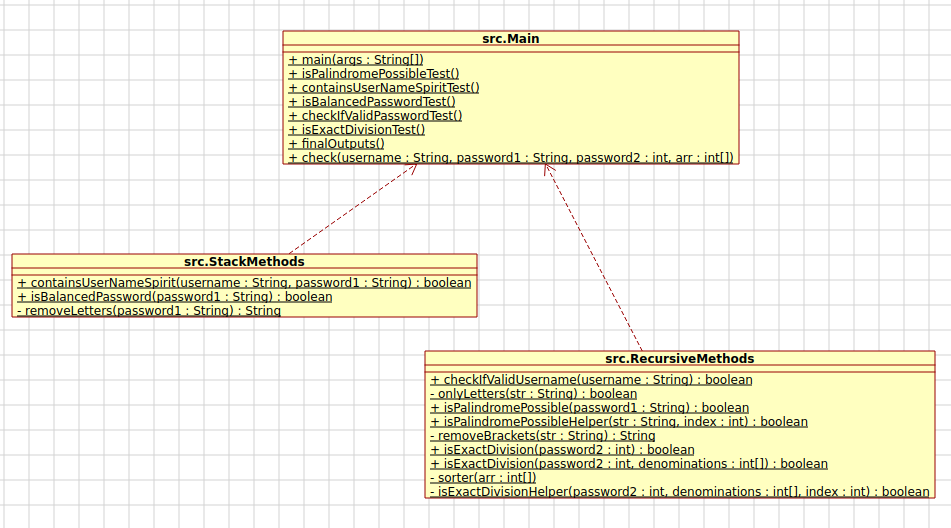 src.Main
+ main(args : String[])
+ isPalindromePossibleTest()
+ containsUserNameSpiritTest()
+ isBalancedPasswordTest()
+ checkIfValidPasswordTest()
+ isExactDivisionTest()
+ finalOutputs()
+ check(username : String, password1 : String, password2 : int, arr : int[])
src.StackMethods
+ containsUserNameSpirit(username : String, password1 : String) : boolean
+ isBalancedPassword(password1 : String) : boolean
- removeLetters(password1 : String) : String
src.RecursiveMethods
+ checkIfValidUsername(username : String) : boolean
- onlyLetters(str : String) : boolean
+ isPalindromePossible(password1 : String) : boolean
+ isPalindromePossibleHelper(str : String, index : int) : boolean
- removeBrackets(str : String) : String
+ isExactDivision(password2 : int) : boolean
+ isExactDivision(password2 : int, denominations : int[]) : boolean
- sorter(arr : int[])
- isExactDivisionHelper(password2 : int, denominations : int[], index : int) : boolean